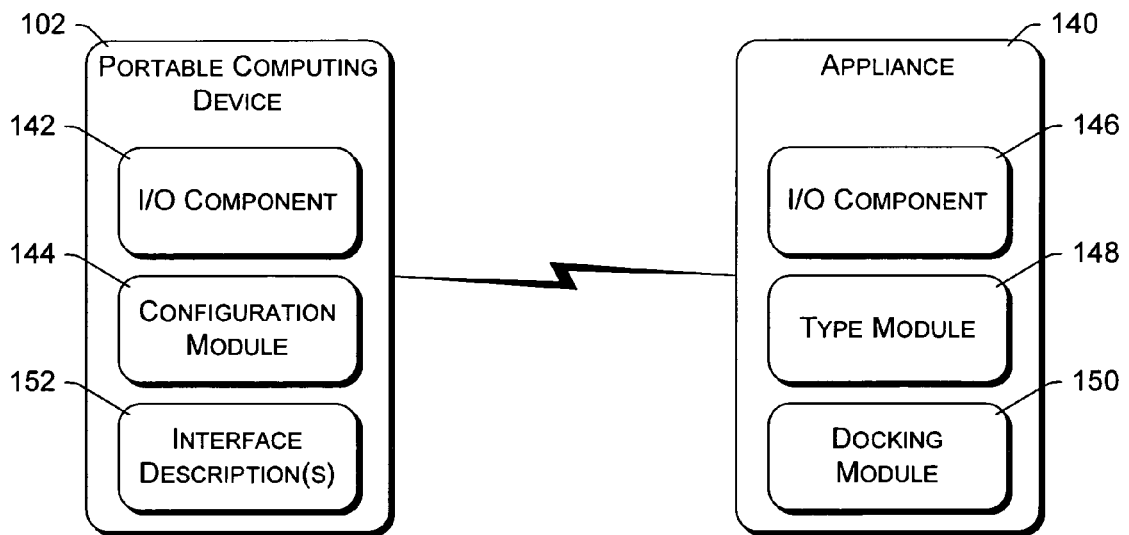 102
PORTABLE COMPUTING
DEVICE
142
I/O COMPONENT
144
CONFIGURATION
MODULE
152
INTERFACE
DESCRIPTION(S)
140
APPLIANCE
146
I/O COMPONENT
148
TYPE MODULE
150
DOCKING
MODULE